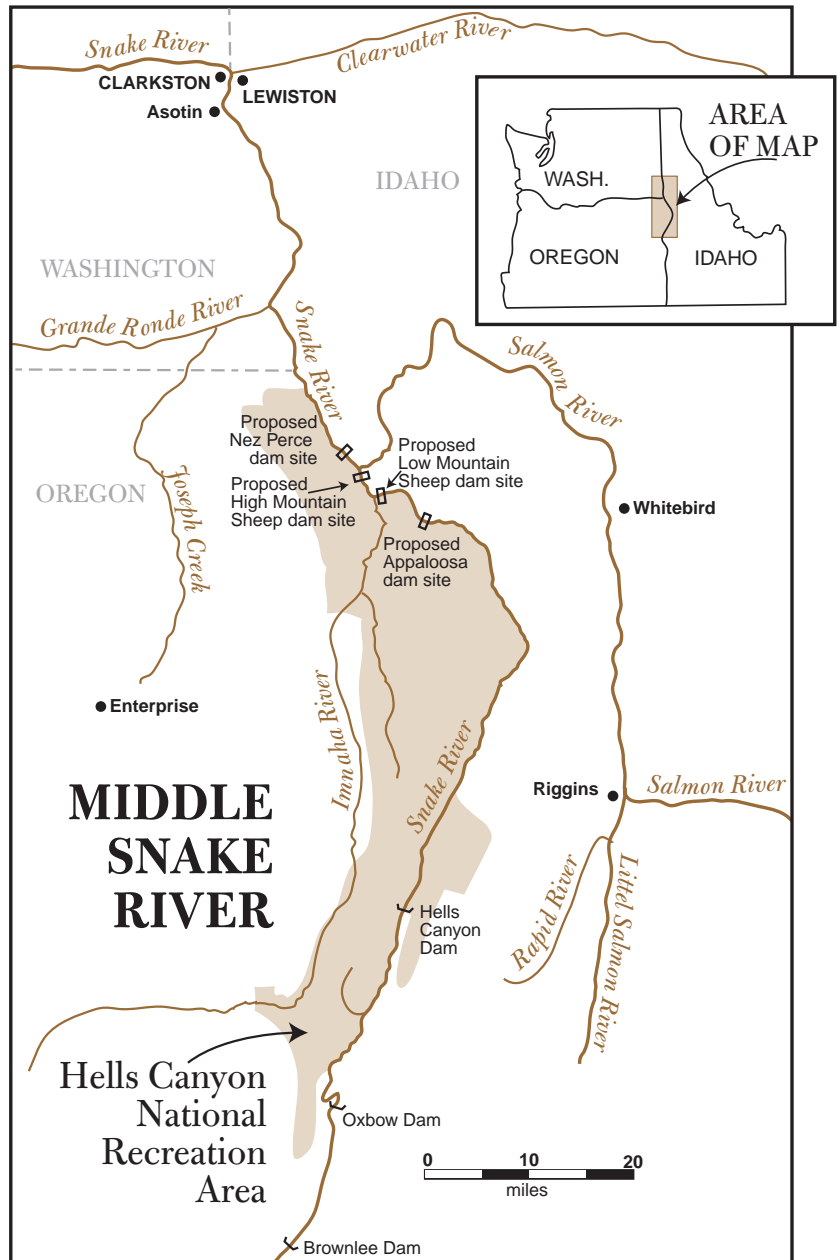 Snake River
Clearwater River
CLARKSTON
LEWISTON
Asotin
AREA
OF MAP
WASH.
OREGON
IDAHO
IDAHO
WASHINGTON
Grande Ronde River
Snake River
Salmon River
Proposed
Nez Perce
dam site
Proposed
Low Mountain
Sheep dam site
Proposed
High Mountain
Sheep dam site
OREGON
Joseph Creek
Whitebird
Proposed
Appaloosa
dam site
Enterprise
Imnaha River
Snake River
Riggins
Salmon River
MIDDLE
SNAKE
RIVER
Rapid River
Littel Salmon River
Hells
Canyon
Dam
Hells Canyon
National
Recreation
Area
Oxbow Dam
0 10 20
miles
Brownlee Dam